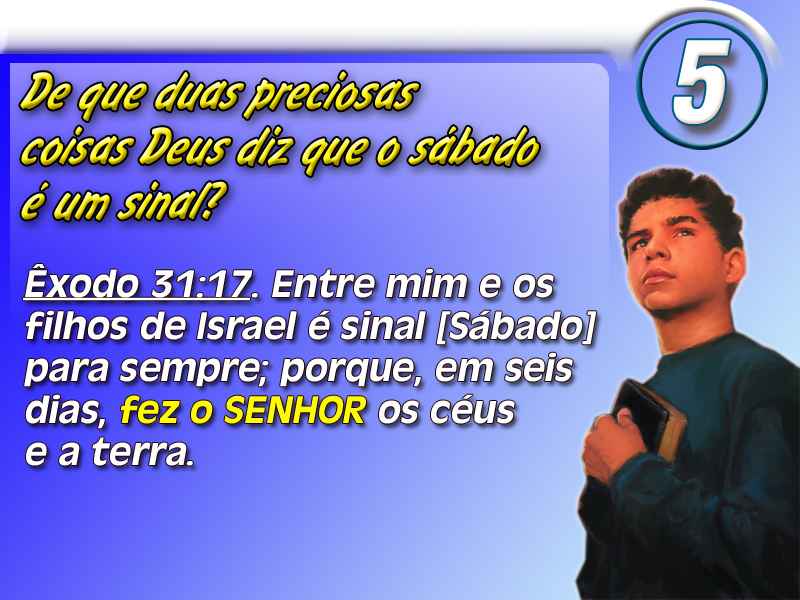 5
De que duas preciosas
coisas Deus diz que o sábado
é um sinal?
Êxodo 31:17. Entre mim e os
filhos de Israel é sinal [Sábado]
para sempre; porque, em seis
dias, fez o SENHOR os céus
e a terra.